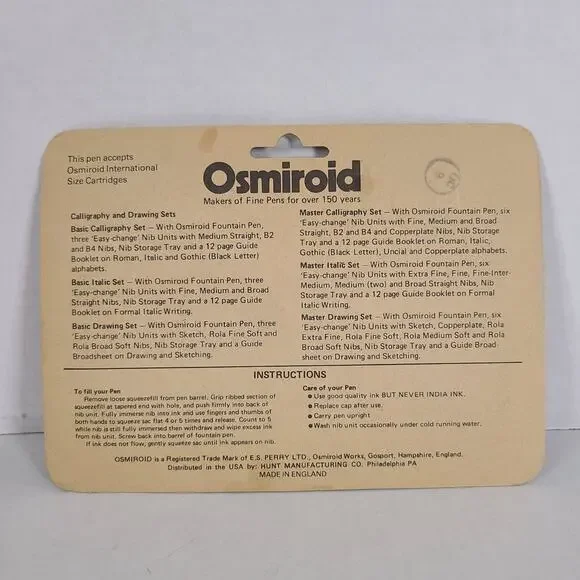 This pen accepts
Osmiroid International
Size Cartridges
Osmiroid
Makers of Fine Pens for over 150 years
Calligraphy and Drawing Sets
Basic Calligraphy Set — With Osmiroid Fountain Pen,
three 'Easy-change' Nib Units with Medium Straight, B2
and B4 Nibs, Nib Storage Tray and a 12 page Guide
Booklet on Roman, Italic and Gothic (Black Letter)
alphabets.
Basic Italic Set — With Osmiroid Fountain Pen, three
'Easy-change' Nib Units with Fine, Medium and Broad
Straight Nibs, Nib Storage Tray and a 12 page Guide
Booklet on Formal Italic Writing.
Basic Drawing Set — With Osmiroid Fountain Pen, three
'Easy-change' Nib Units with Sketch, Rola Fine Soft and
Rola Broad Soft Nibs, Nib Storage Tray and a Guide
Broadsheet on Drawing and Sketching.
Master Calligraphy Set — With Osmiroid Fountain Pen, six
'Easy-change' Nib Units with Fine, Medium and Broad
Straight, B2 and B4 and Copperplate Nibs, Nib Storage
Tray and a 12 page Guide Booklet on Roman, Italic,
Gothic (Black Letter), Uncial and Copperplate alphabets.
Master Italic Set — With Osmiroid Fountain Pen, six
'Easy-change' Nib Units with Extra Fine, Fine, Fine-Inter-
Medium, Medium (two) and Broad Straight Nibs, Nib
Storage Tray and a 12 page Guide Booklet on Formal
Italic Writing.
Master Drawing Set — With Osmiroid Fountain Pen, six
'Easy-change' Nib Units with Sketch, Copperplate, Rola
Extra Fine, Rola Fine Soft, Rola Medium Soft and Rola
Broad Soft Nibs, Nib Storage Tray and a Guide Broad-
sheet on Drawing and Sketching.
INSTRUCTIONS
To fill your Pen
Remove loose squeezefill from pen barrel. Grip ribbed section of
squeezefill at tapered end with hole, and push firmly into back of
nib unit. Fully immerse nib into ink and use fingers and thumbs of
both hands to squeeze sac flat 4 or 5 times and release. Count to 5
while nib is still fully immersed then withdraw and wipe excess ink
from nib unit. Screw back into barrel of fountain pen.
If ink does not flow, gently squeeze sac until ink appears on nib.
Care of your Pen
● Use good quality ink BUT NEVER INDIA INK.
● Replace cap after use.
● Carry pen upright
● Wash nib unit occasionally under cold running water.
OSMIROID is a Registered Trade Mark of E.S. PERRY LTD., Osmiroid Works, Gosport, Hampshire, England.
Distributed in the USA by: HUNT MANUFACTURING CO. Philadelphia PA
MADE IN ENGLAND